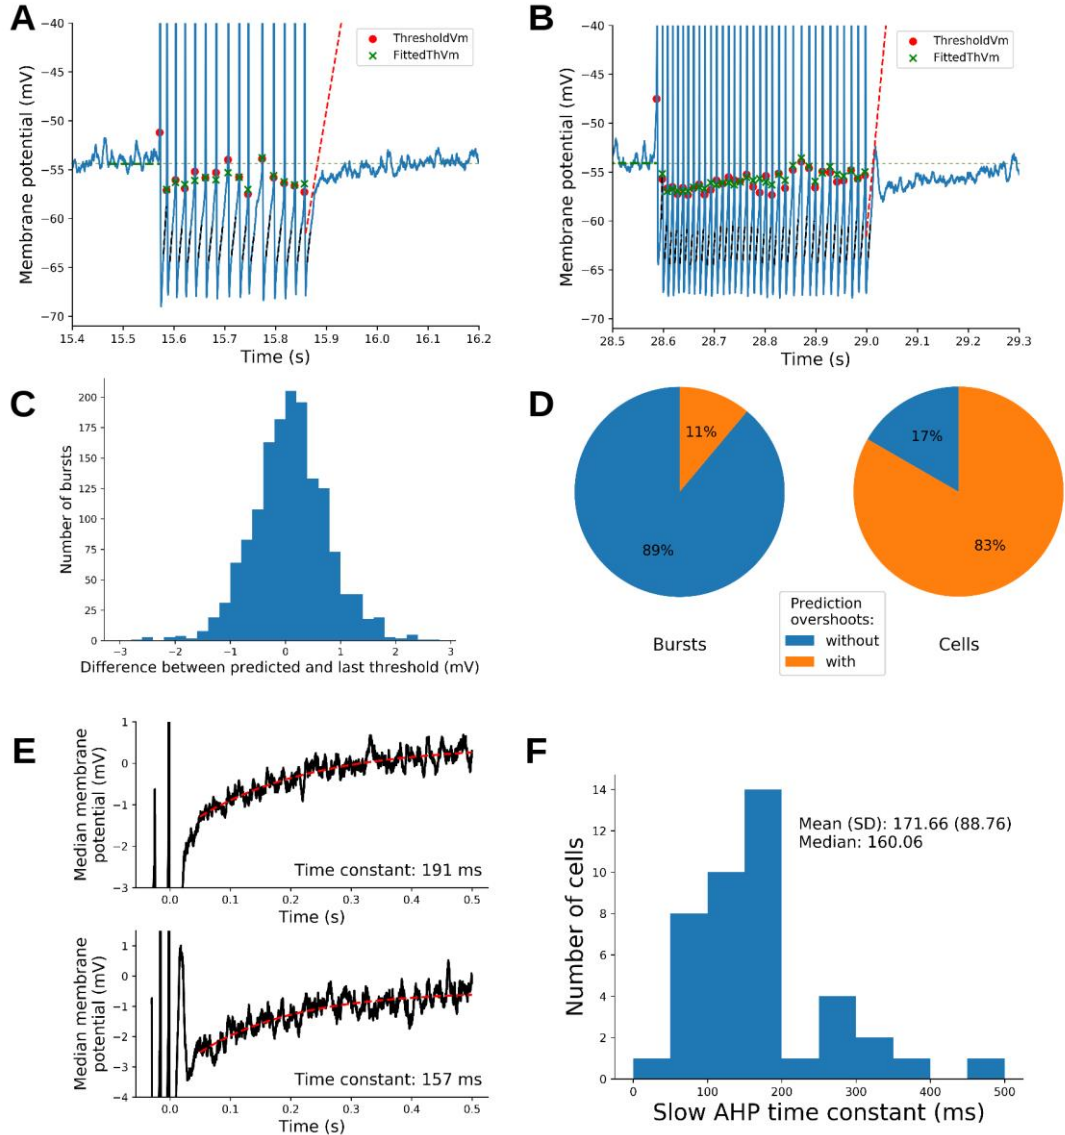 A
−40
−45
−50
−55
−60
−65
−70
Membrane potential (mV)
ThresholdVm
FittedThVm
15.4 15.5 15.6 15.7 15.8 15.9 16.0 16.1 16.2
Time (s)
B
−40
−45
−50
−55
−60
−65
−70
Membrane potential (mV)
ThresholdVm
FittedThVm
28.5 28.6 28.7 28.8 28.9 29.0 29.1 29.2 29.3
Time (s)
C
200
175
150
125
100
75
50
25
0
Number of bursts
−3 −2 −1 0 1 2 3
Difference between predicted and last threshold (mV)
D
11%
89%
17%
83%
Bursts
Prediction
overshoots:
without
with
Cells
E
1
0
−1
−2
−3
Median membrane
potential (mV)
Time constant: 191 ms
0.0 0.1 0.2 0.3 0.4 0.5
Time (s)
1
0
−1
−2
−3
−4
Median membrane
potential (mV)
Time constant: 157 ms
0.0 0.1 0.2 0.3 0.4 0.5
Time (s)
F
14
12
10
8
6
4
2
0
Number of cells
Mean (SD): 171.66 (88.76)
Median: 160.06
0 100 200 300 400 500
Slow AHP time constant (ms)